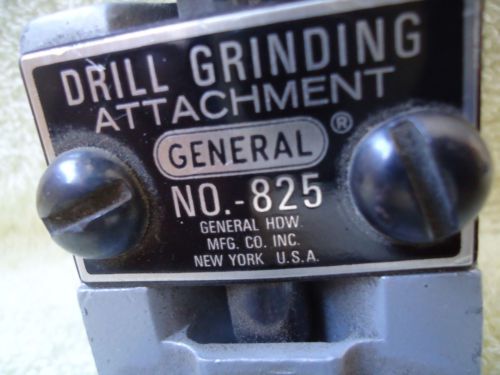 DRILL GRINDING
ATTACHMENT
GENERAL ®
NO.-825
GENERAL HDW.
MFG. CO. INC.
NEW YORK U.S.A.